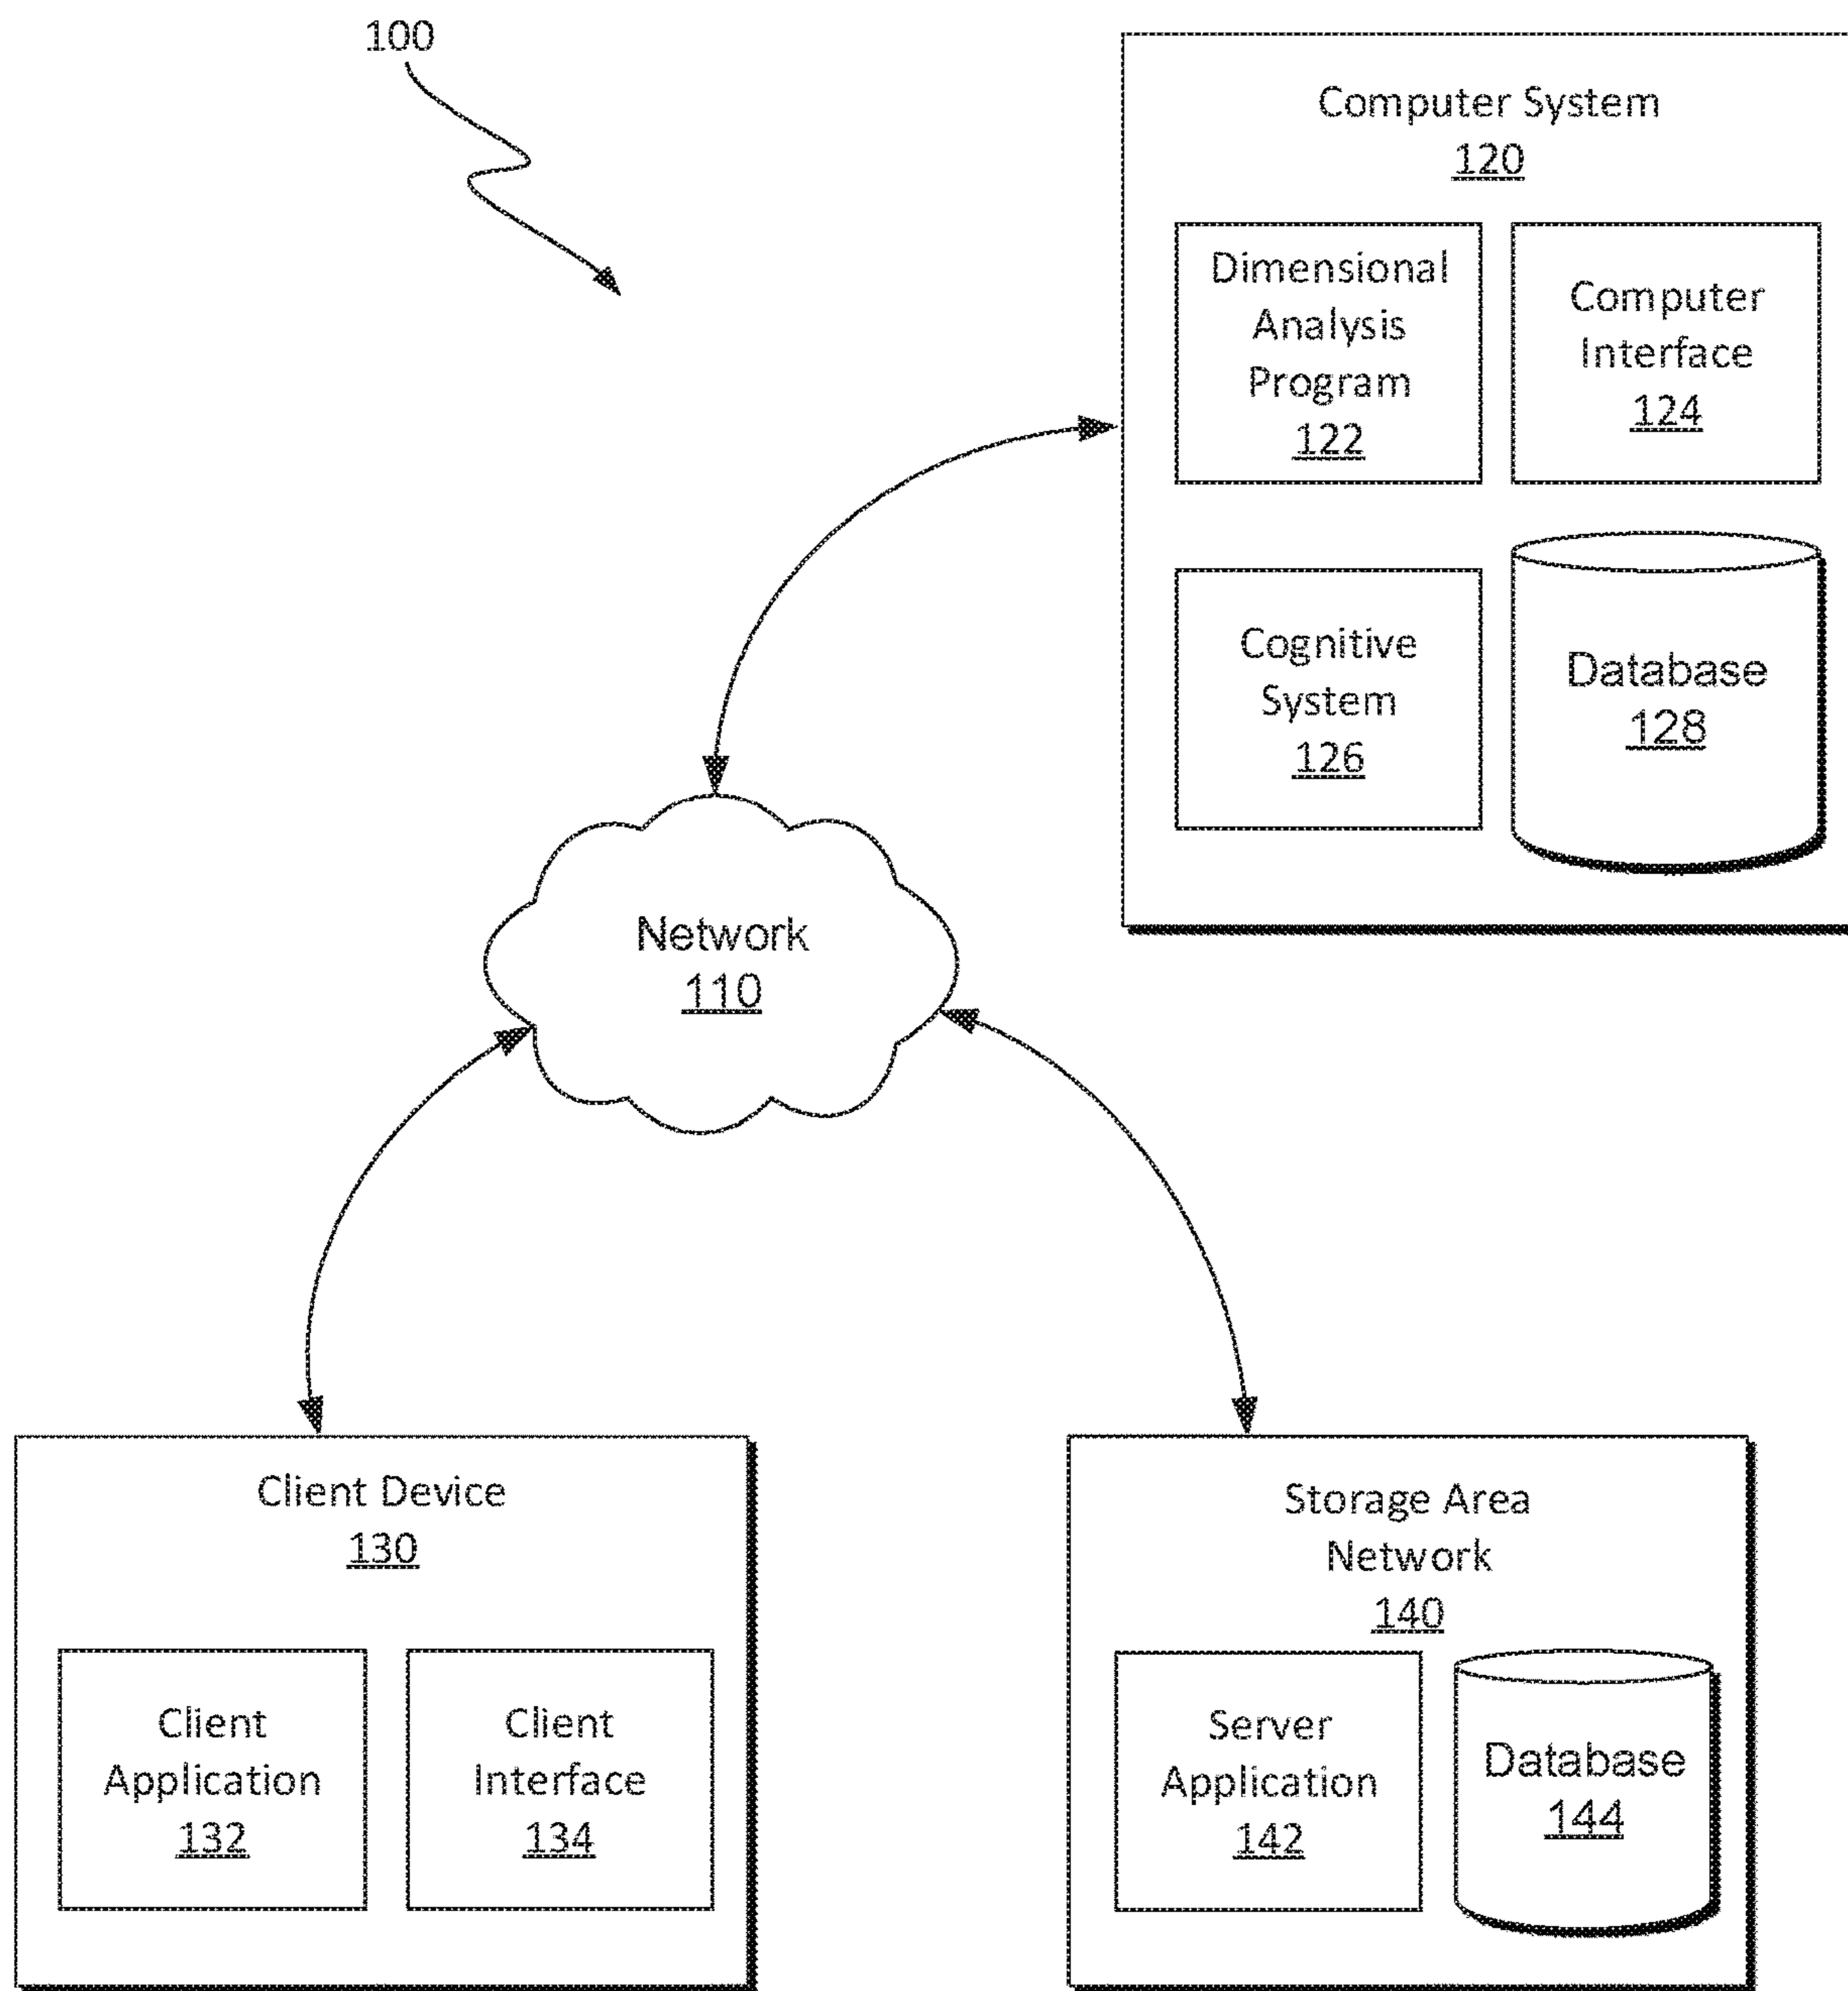 100
Computer System
120
Dimensional
Analysis
Program
122
Computer
Interface
124
Cognitive
System
126
Database
128
Network
110
Client Device
130
Client
Application
132
Client
Interface
134
Storage Area
Network
140
Server
Application
142
Database
144